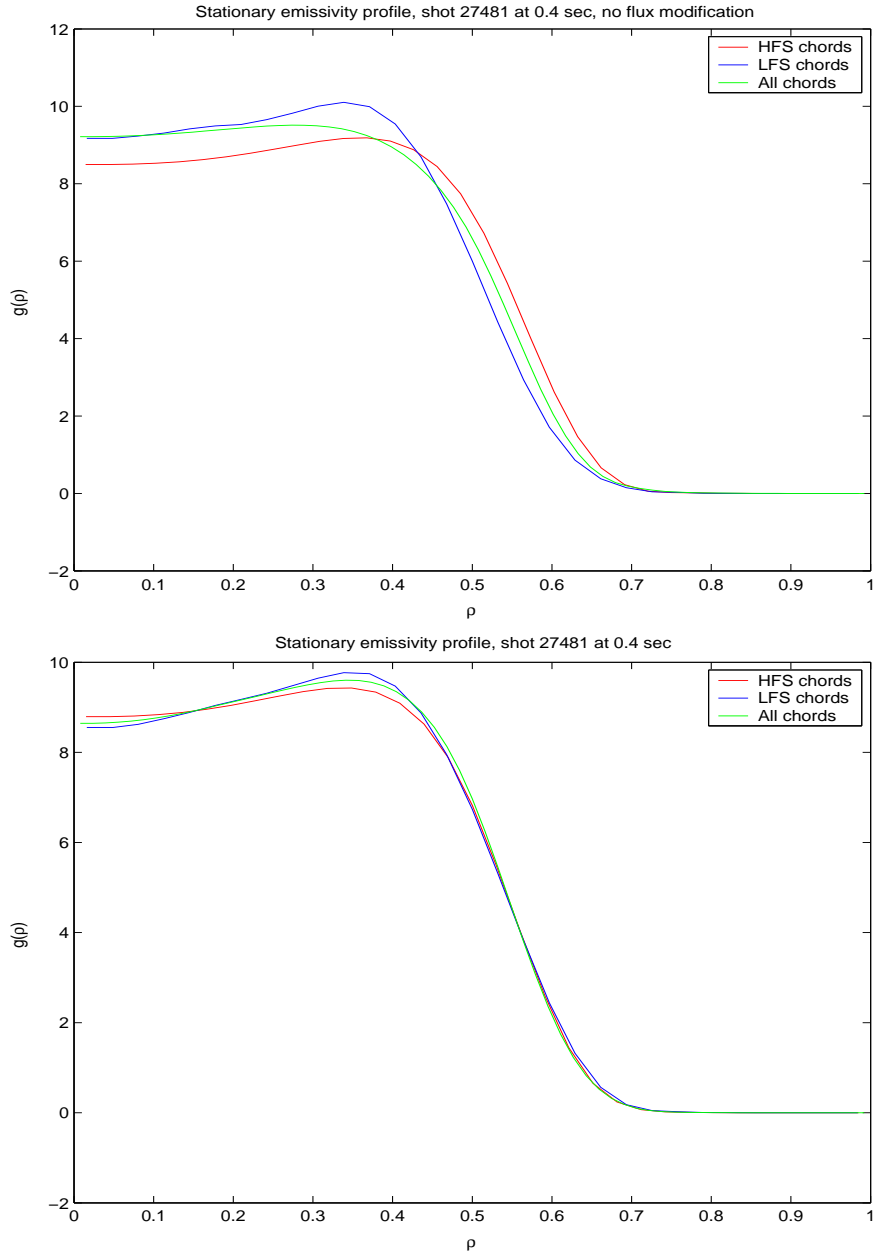 Stationary emissivity profile, shot 27481 at 0.4 sec, no flux modification
12
10
8
6
4
2
0
−2
g(ρ)
HFS chords
LFS chords
All chords
0 0.1 0.2 0.3 0.4 0.5 0.6 0.7 0.8 0.9 1
ρ
Stationary emissivity profile, shot 27481 at 0.4 sec
10
8
6
4
2
0
−2
g(ρ)
HFS chords
LFS chords
All chords
0 0.1 0.2 0.3 0.4 0.5 0.6 0.7 0.8 0.9 1
ρ